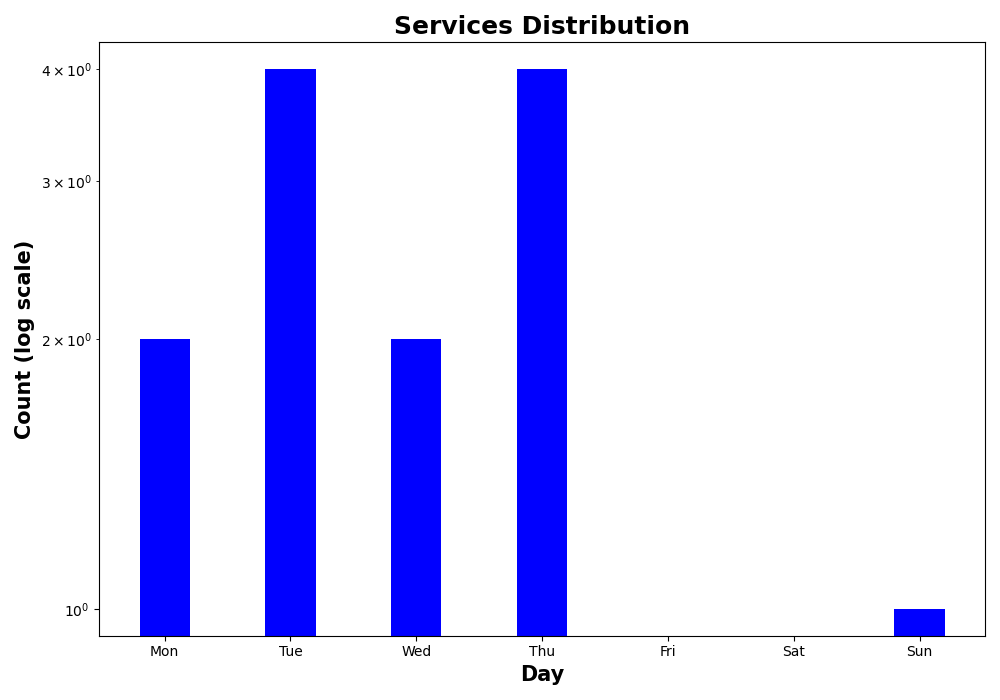 Services Distribution
Count (log scale)
4 × 10⁰
3 × 10⁰
2 × 10⁰
10⁰
Mon Tue Wed Thu Fri Sat Sun
Day